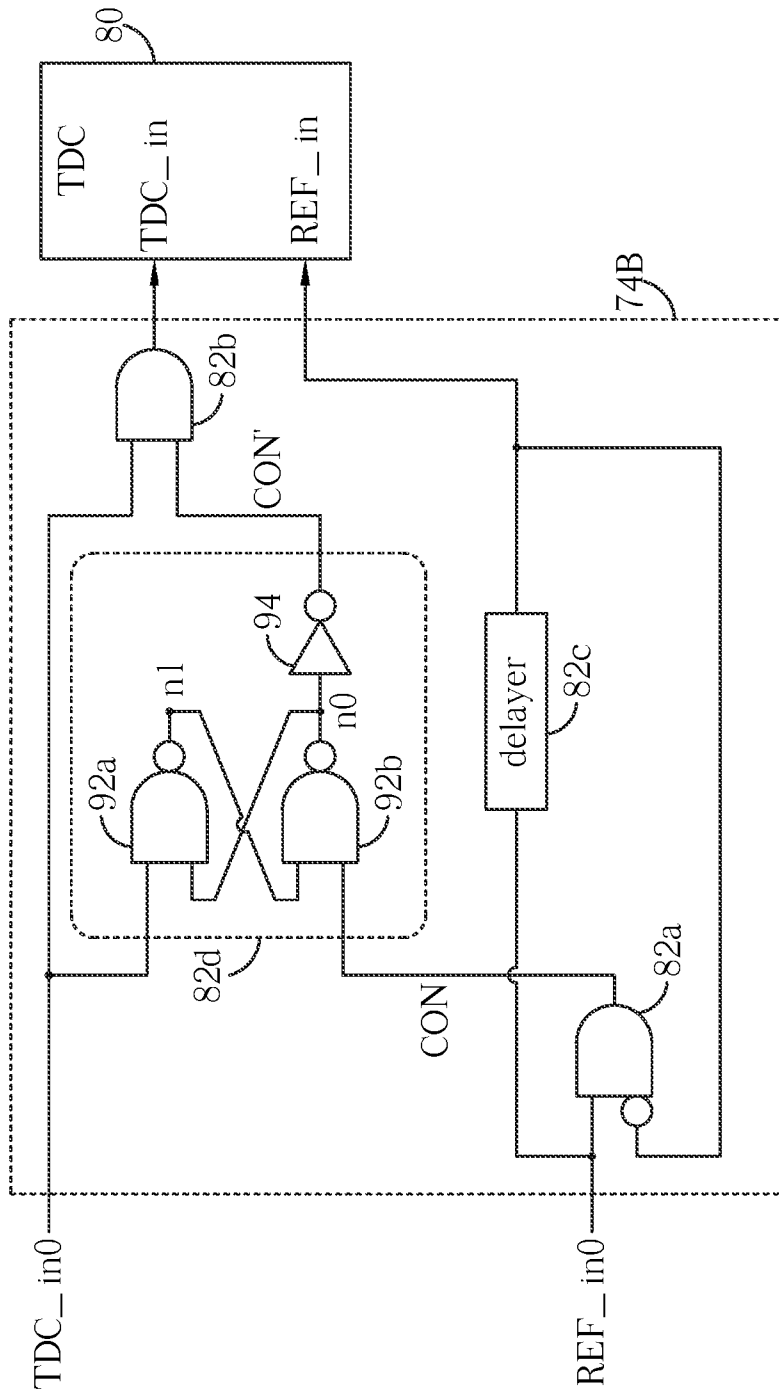 80
TDC
TDC_in
REF_in
74B
82b
CON'
94
n1
n0
92a
92b
82d
delayer
82c
82a
CON
TDC_in0
REF_in0